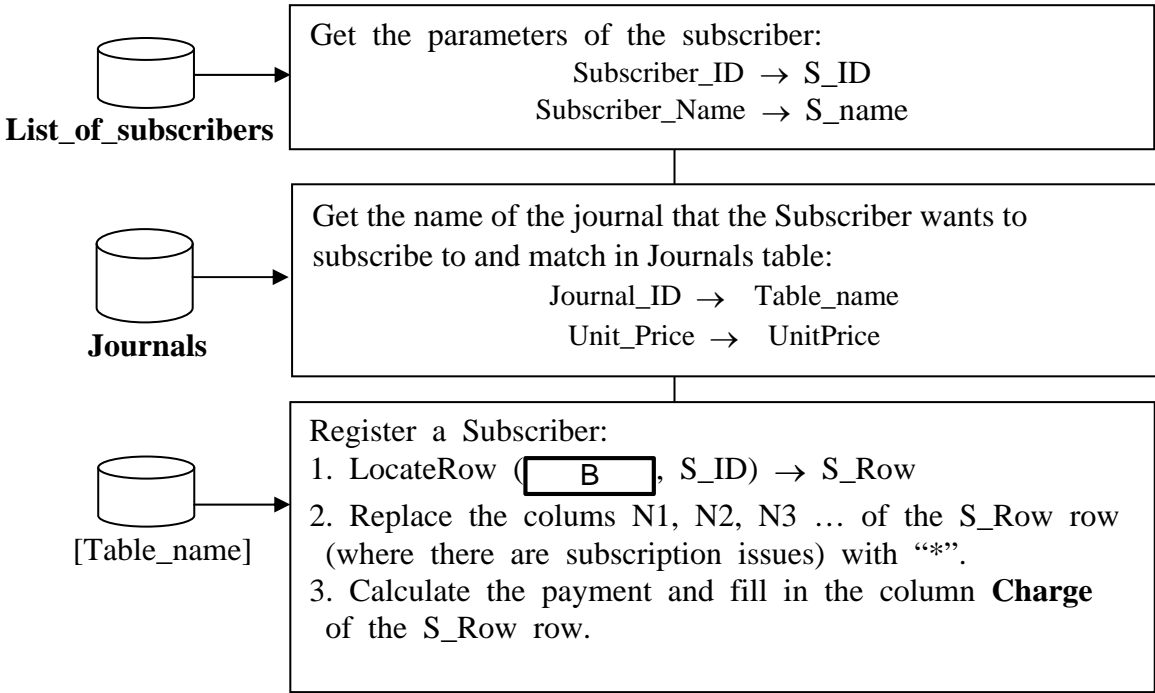 Get the parameters of the subscriber:
Subscriber_ID → S_ID
Subscriber_Name → S_name
List_of_subscribers
Get the name of the journal that the Subscriber wants to
subscribe to and match in Journals table:
Journal_ID → Table_name
Unit_Price → UnitPrice
Journals
Register a Subscriber:
1. LocateRow ( B , S_ID) → S_Row
2. Replace the colums N1, N2, N3 … of the S_Row row
(where there are subscription issues) with “*”.
3. Calculate the payment and fill in the column Charge
of the S_Row row.
[Table_name]